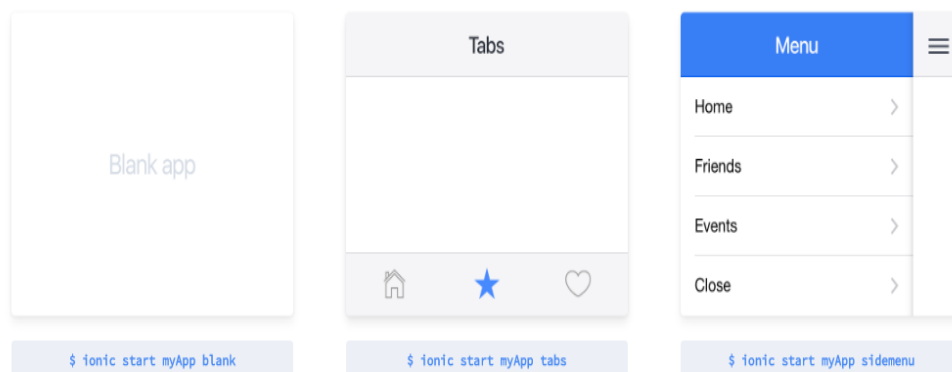 Blank app
$ ionic start myApp blank
Tabs
$ ionic start myApp tabs
Menu
Home
Friends
Events
Close
$ ionic start myApp sidemenu